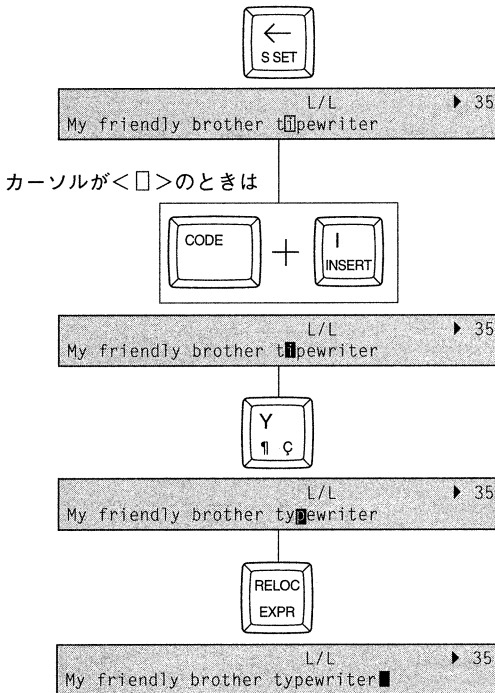 ←
S SET
L/L ▶ 35
My friendly brother tipewriter
カーソルが<□>のときは
CODE + I
INSERT
L/L ▶ 35
My friendly brother tipewriter
Y
¶ Ç
L/L ▶ 35
My friendly brother typewriter
RELOC
EXPR
L/L ▶ 35
My friendly brother typewriter